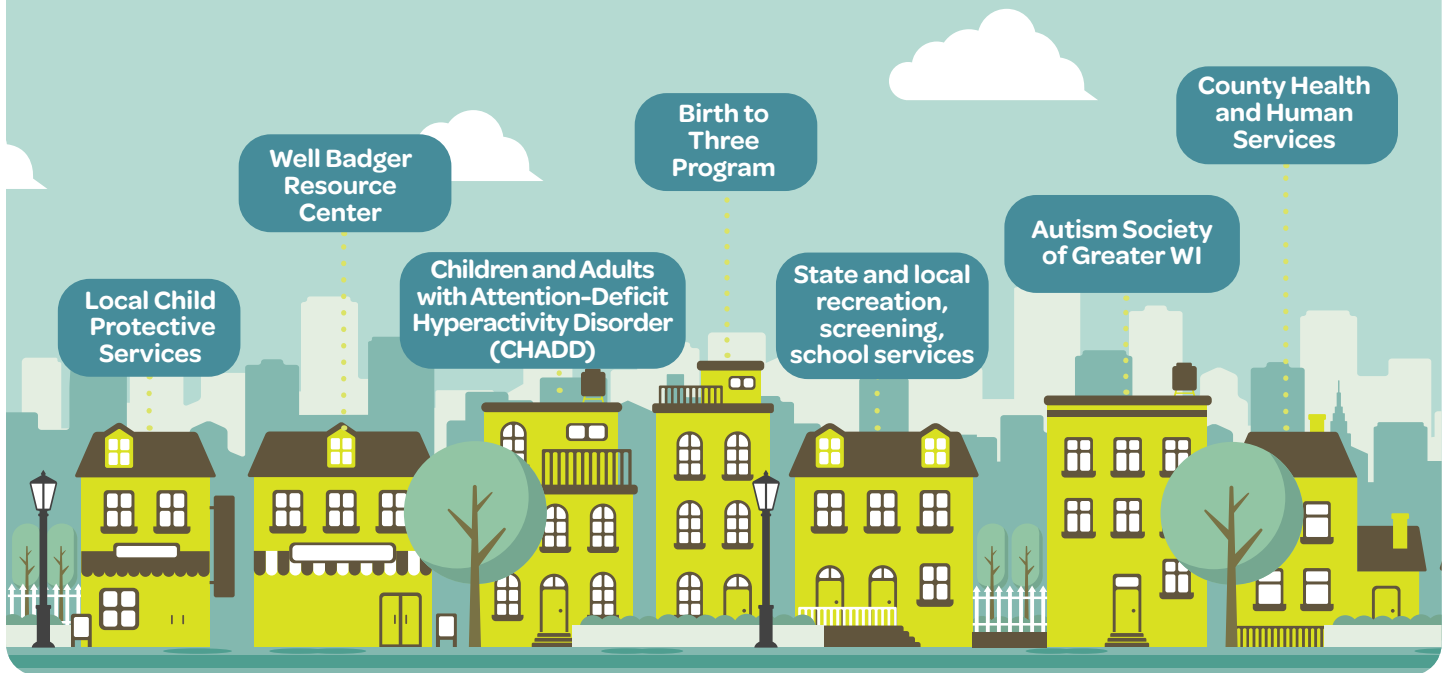 Local Child
Protective
Services
Well Badger
Resource
Center
Children and Adults
with Attention-Deficit
Hyperactivity Disorder
(CHADD)
Birth to
Three
Program
State and local
recreation,
screening,
school services
Autism Society
of Greater WI
County Health
and Human
Services